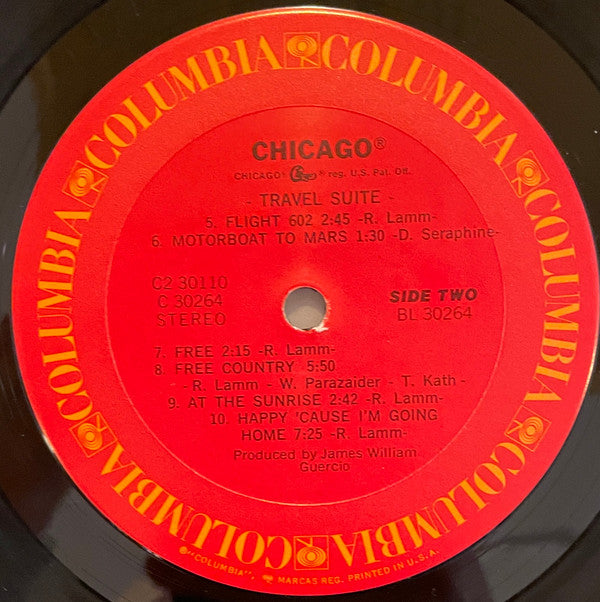 COLUMBIA COLUMBIA COLUMBIA COLUMBIA COLUMBIA COLUMBIA
CHICAGO®
CHICAGO® ® reg. U.S. Pat. Off.
- TRAVEL SUITE -
5. FLIGHT 602 2:45 -R. Lamm-
6. MOTORBOAT TO MARS 1:30 -D. Seraphine-
C2 30110
C 30264
STEREO
SIDE TWO
BL 30264
7. FREE 2:15 -R. Lamm-
8. FREE COUNTRY 5:50
- R. Lamm - W. Parazaider - T. Kath -
9. AT THE SUNRISE 2:42 -R. Lamm-
10. HAPPY 'CAUSE I'M GOING
HOME 7:25 -R. Lamm-
Produced by James William
Guercio
® "COLUMBIA", MARCAS REG. PRINTED IN U.S.A.